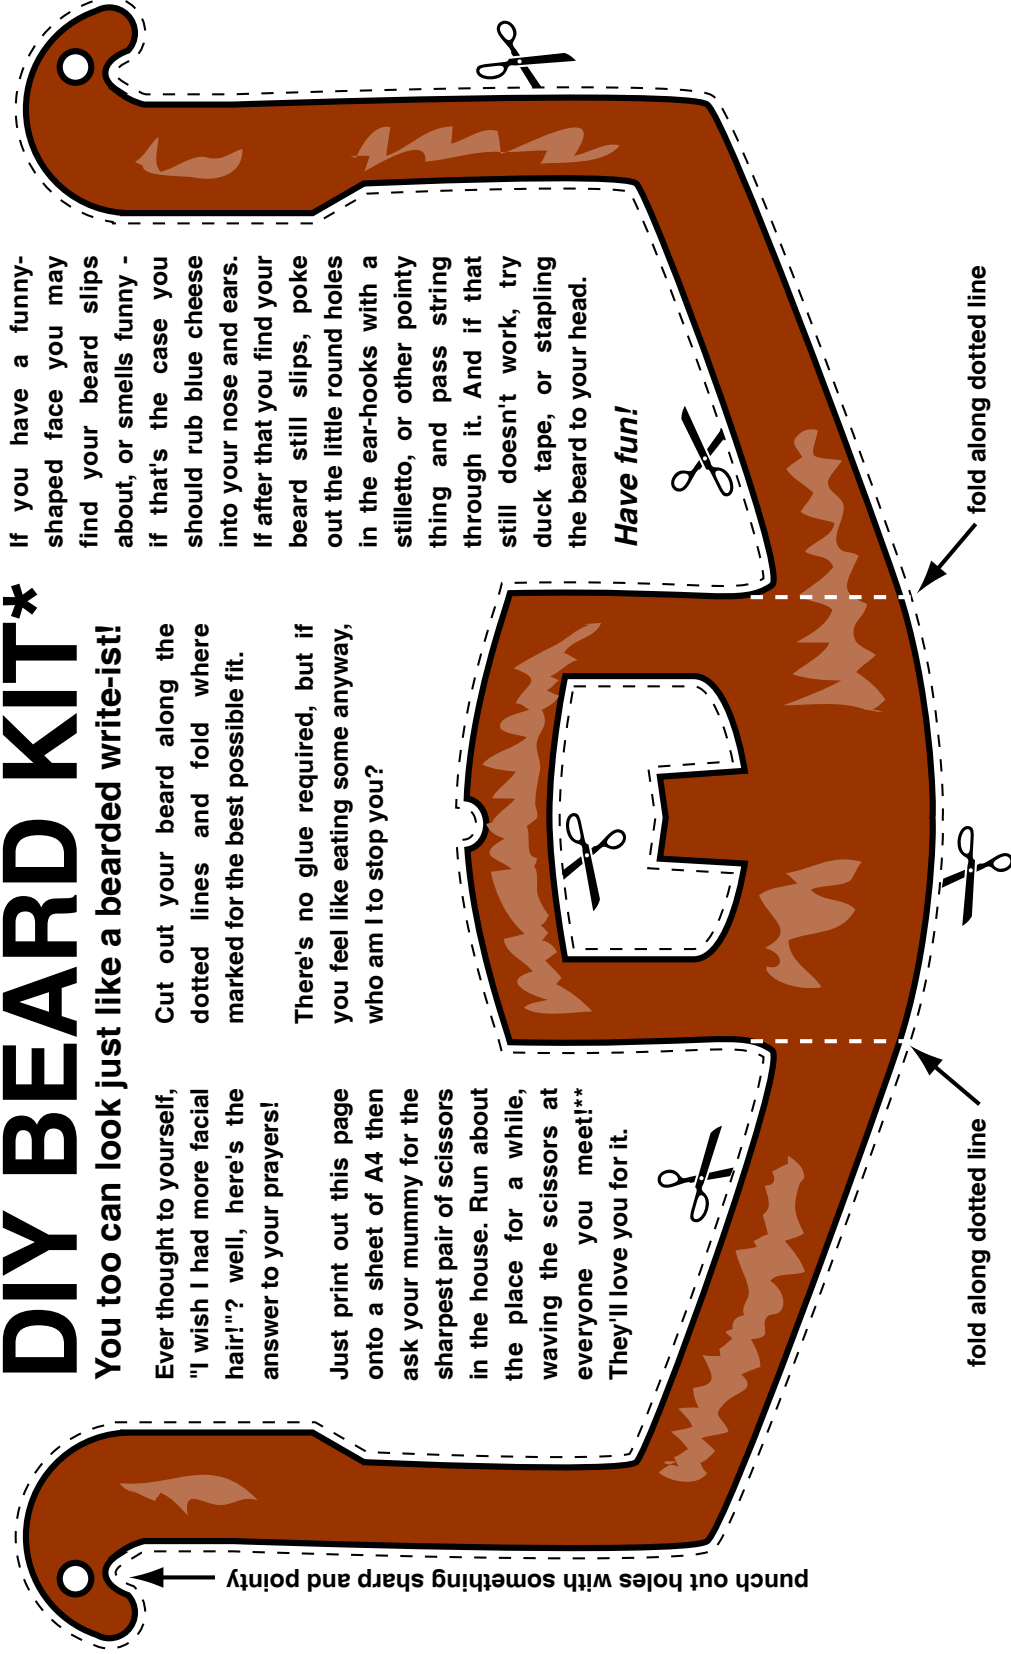 DIY BEARD KIT*
You too can look just like a bearded write-ist!
Ever thought to yourself,
"I wish I had more facial
hair!"? well, here's the
answer to your prayers!
Just print out this page
onto a sheet of A4 then
ask your mummy for the
sharpest pair of scissors
in the house. Run about
the place for a while,
waving the scissors at
everyone you meet!**
They'll love you for it.
Cut out your beard along the
dotted lines and fold where
marked for the best possible fit.
There's no glue required, but if
you feel like eating some anyway,
who am I to stop you?
If you have a funny-
shaped face you may
find your beard slips
about, or smells funny -
if that's the case you
should rub blue cheese
into your nose and ears.
If after that you find your
beard still slips, poke
out the little round holes
in the ear-hooks with a
stilletto, or other pointy
thing and pass string
through it. And if that
still doesn't work, try
duck tape, or stapling
the beard to your head.
Have fun!
punch out holes with something sharp and pointy
fold along dotted line
fold along dotted line